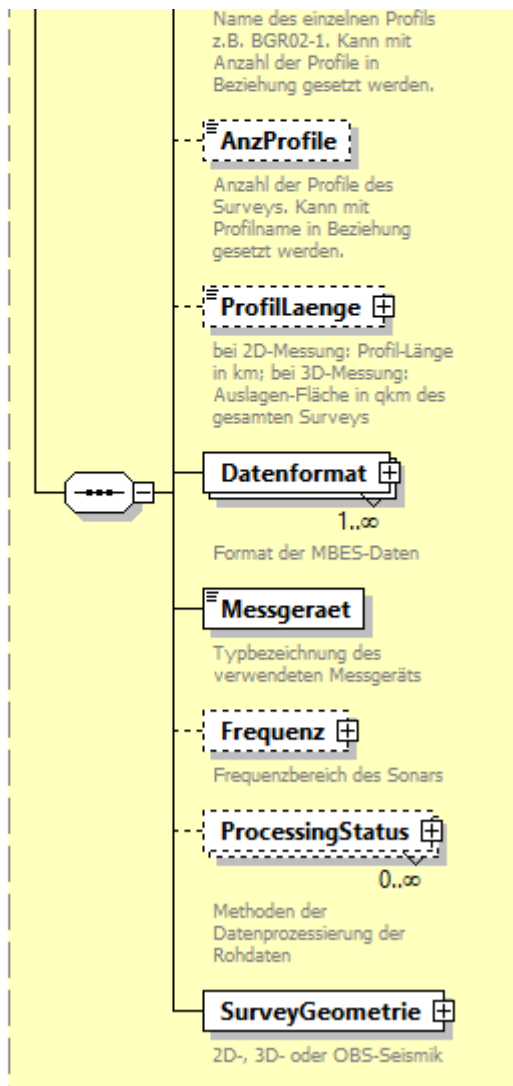 Name des einzelnen Profils
z.B. BGR02-1. Kann mit
Anzahl der Profile in
Beziehung gesetzt werden.
AnzProfile
Anzahl der Profile des
Surveys. Kann mit
Profilname in Beziehung
gesetzt werden.
ProfilLaenge
bei 2D-Messung: Profil-Länge
in km; bei 3D-Messung:
Auslagen-Fläche in qkm des
gesamten Surveys
Datenformat
1..∞
Format der MBES-Daten
Messgeraet
Typbezeichnung des
verwendeten Messgeräts
Frequenz
Frequenzbereich des Sonars
ProcessingStatus
0..∞
Methoden der
Datenprozessierung der
Rohdaten
SurveyGeometrie
2D-, 3D- oder OBS-Seismik